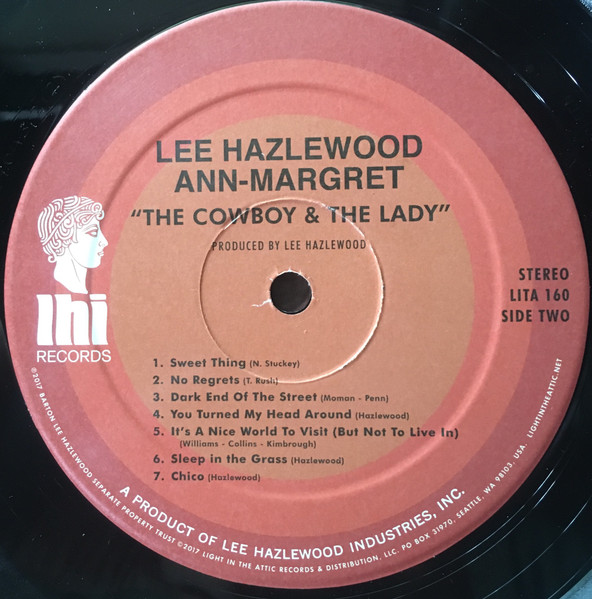 LEE HAZLEWOOD
ANN-MARGRET
"THE COWBOY & THE LADY"
PRODUCED BY LEE HAZLEWOOD
lhi
RECORDS
STEREO
LITA 160
SIDE TWO
1. Sweet Thing (N. Stuckey)
2. No Regrets (T. Rush)
3. Dark End Of The Street (Moman - Penn)
4. You Turned My Head Around (Hazlewood)
5. It's A Nice World To Visit (But Not To Live In)
(Williams - Collins - Kimbrough)
6. Sleep in the Grass (Hazlewood)
7. Chico (Hazlewood)
A PRODUCT OF LEE HAZLEWOOD INDUSTRIES, INC.
©2017 BARTON LEE HAZLEWOOD SEPARATE PROPERTY TRUST ℗2017 LIGHT IN THE ATTIC RECORDS & DISTRIBUTION, LLC. PO BOX 31970, SEATTLE, WA 98103, USA. LIGHTINTHEATTIC.NET